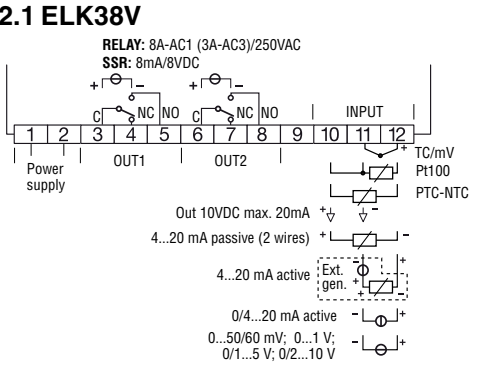 2.1 ELK38V
RELAY: 8A-AC1 (3A-AC3)/250VAC
SSR: 8mA/8VDC
+ - + -
C NC NO C NC NO INPUT
1 2 3 4 5 6 7 8 9 10 11 12
Power
supply
OUT1 OUT2
- + TC/mV
Pt100
PTC-NTC
Out 10VDC max. 20mA + -
4...20 mA passive (2 wires) + -
4...20 mA active
Ext.
gen.
- +
+ + -
0/4...20 mA active - +
0...50/60 mV; 0...1 V;
0/1...5 V; 0/2...10 V - +